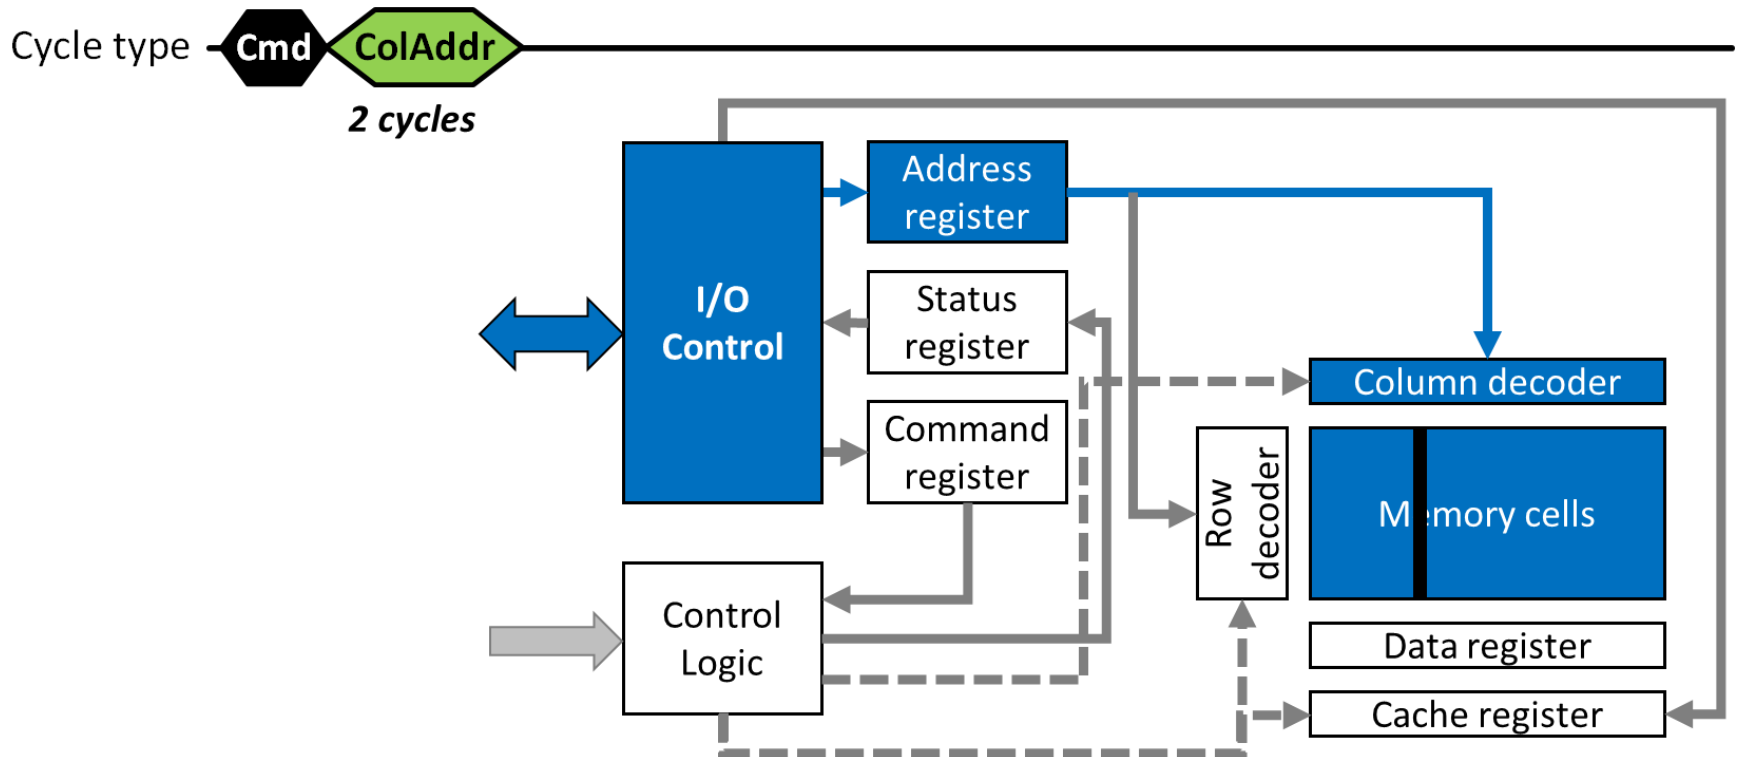 Cycle type Cmd ColAddr
2 cycles
Address
register
I/O
Control
Status
register
Column decoder
Command
register
Row
decoder
Memory cells
Control
Logic
Data register
Cache register